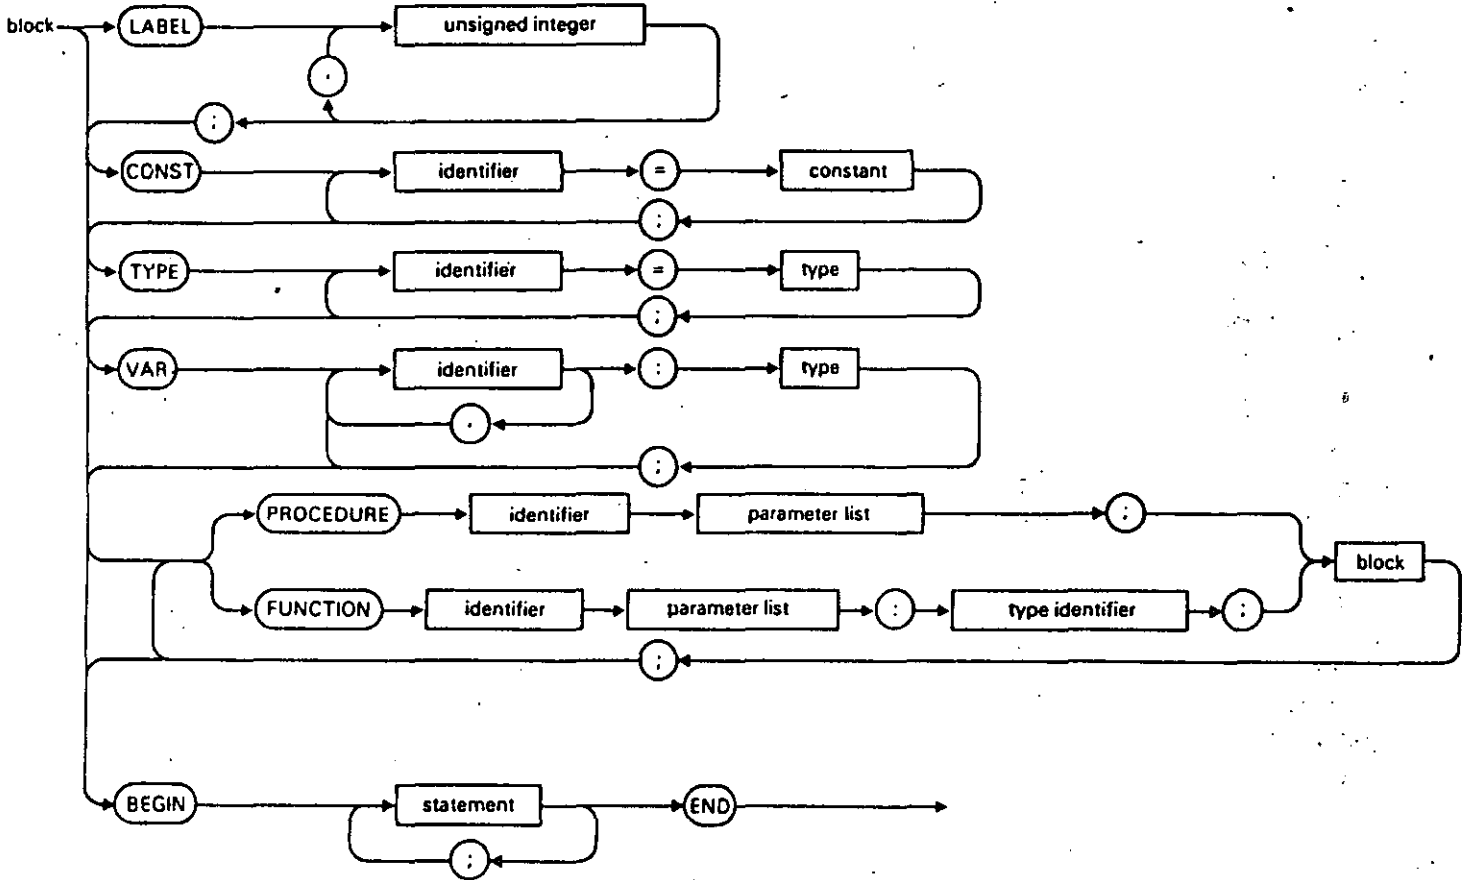 block LABEL unsigned integer
,
;
CONST identifier = constant
;
TYPE identifier = type
;
VAR identifier : type
,
;
PROCEDURE identifier parameter list ;
block
FUNCTION identifier parameter list : type identifier ;
;
BEGIN statement END
;